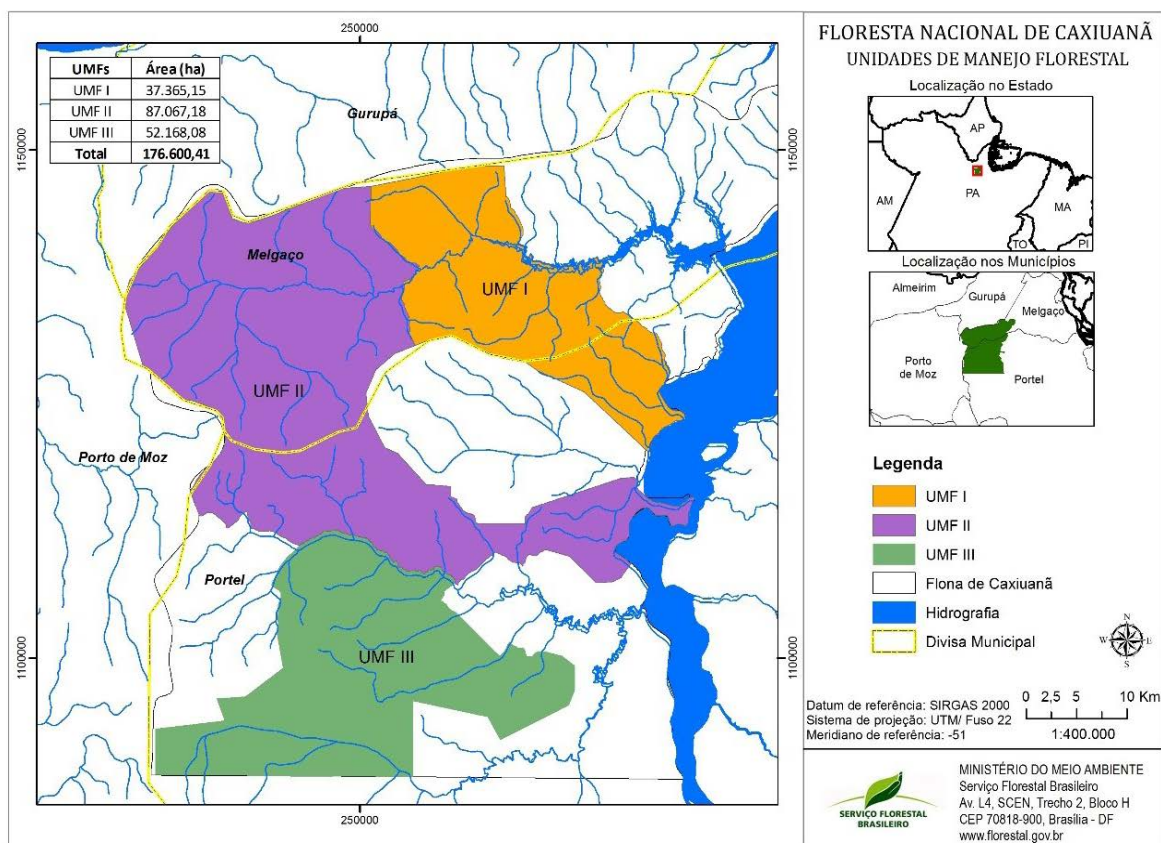 250000
UMFs Área (ha)
UMF I 37.365,15
UMF II 87.067,18
UMF III 52.168,08
Total 176.600,41
Gurupá
1150000
1150000
Melgaço
UMF I
UMF II
Porto de Moz
Portel
UMF III
1100000
1100000
250000
FLORESTA NACIONAL DE CAXIUANÃ
UNIDADES DE MANEJO FLORESTAL
Localização no Estado
AP
AM
PA
MA
TO
PI
Localização nos Municípios
Almeirim
Gurupá
Melgaço
Porto
de Moz
Portel
Legenda
UMF I
UMF II
UMF III
Flona de Caxiuanã
Hidrografia
Divisa Municipal
N
W E
S
Datum de referência: SIRGAS 2000
Sistema de projeção: UTM/ Fuso 22
Meridiano de referência: -51
0 2,5 5 10 Km
1:400.000
SERVIÇO FLORESTAL
BRASILEIRO
MINISTÉRIO DO MEIO AMBIENTE
Serviço Florestal Brasileiro
Av. L4, SCEN, Trecho 2, Bloco H
CEP 70818-900, Brasília - DF
www.florestal.gov.br